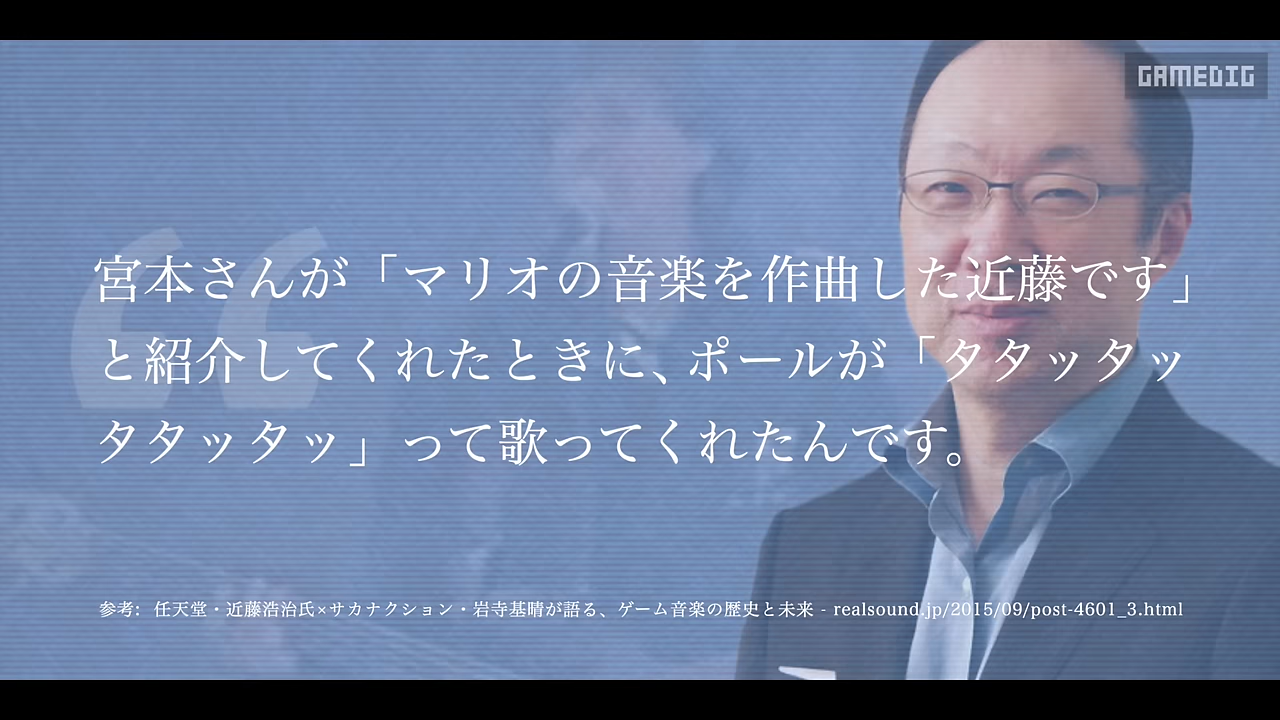 GAMEDIG
宮本さんが「マリオの音楽を作曲した近藤です」
と紹介してくれたときに、ポールが「タタッタッ
タタッタッ」って歌ってくれたんです。
参考: 任天堂・近藤浩治氏×サカナクション・岩寺基晴が語る、ゲーム音楽の歴史と未来 - realsound.jp/2015/09/post-4601_3.html